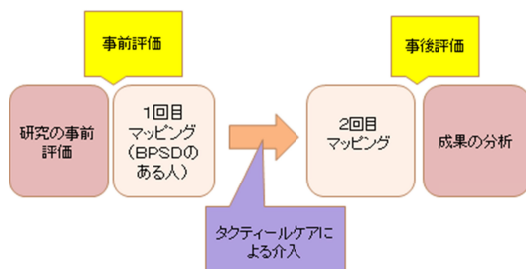 事前評価
事後評価
研究の事前
評価
1回目
マッピング
（BPSDの
ある人）
2回目
マッピング
成果の分析
タクティールケアに
よる介入